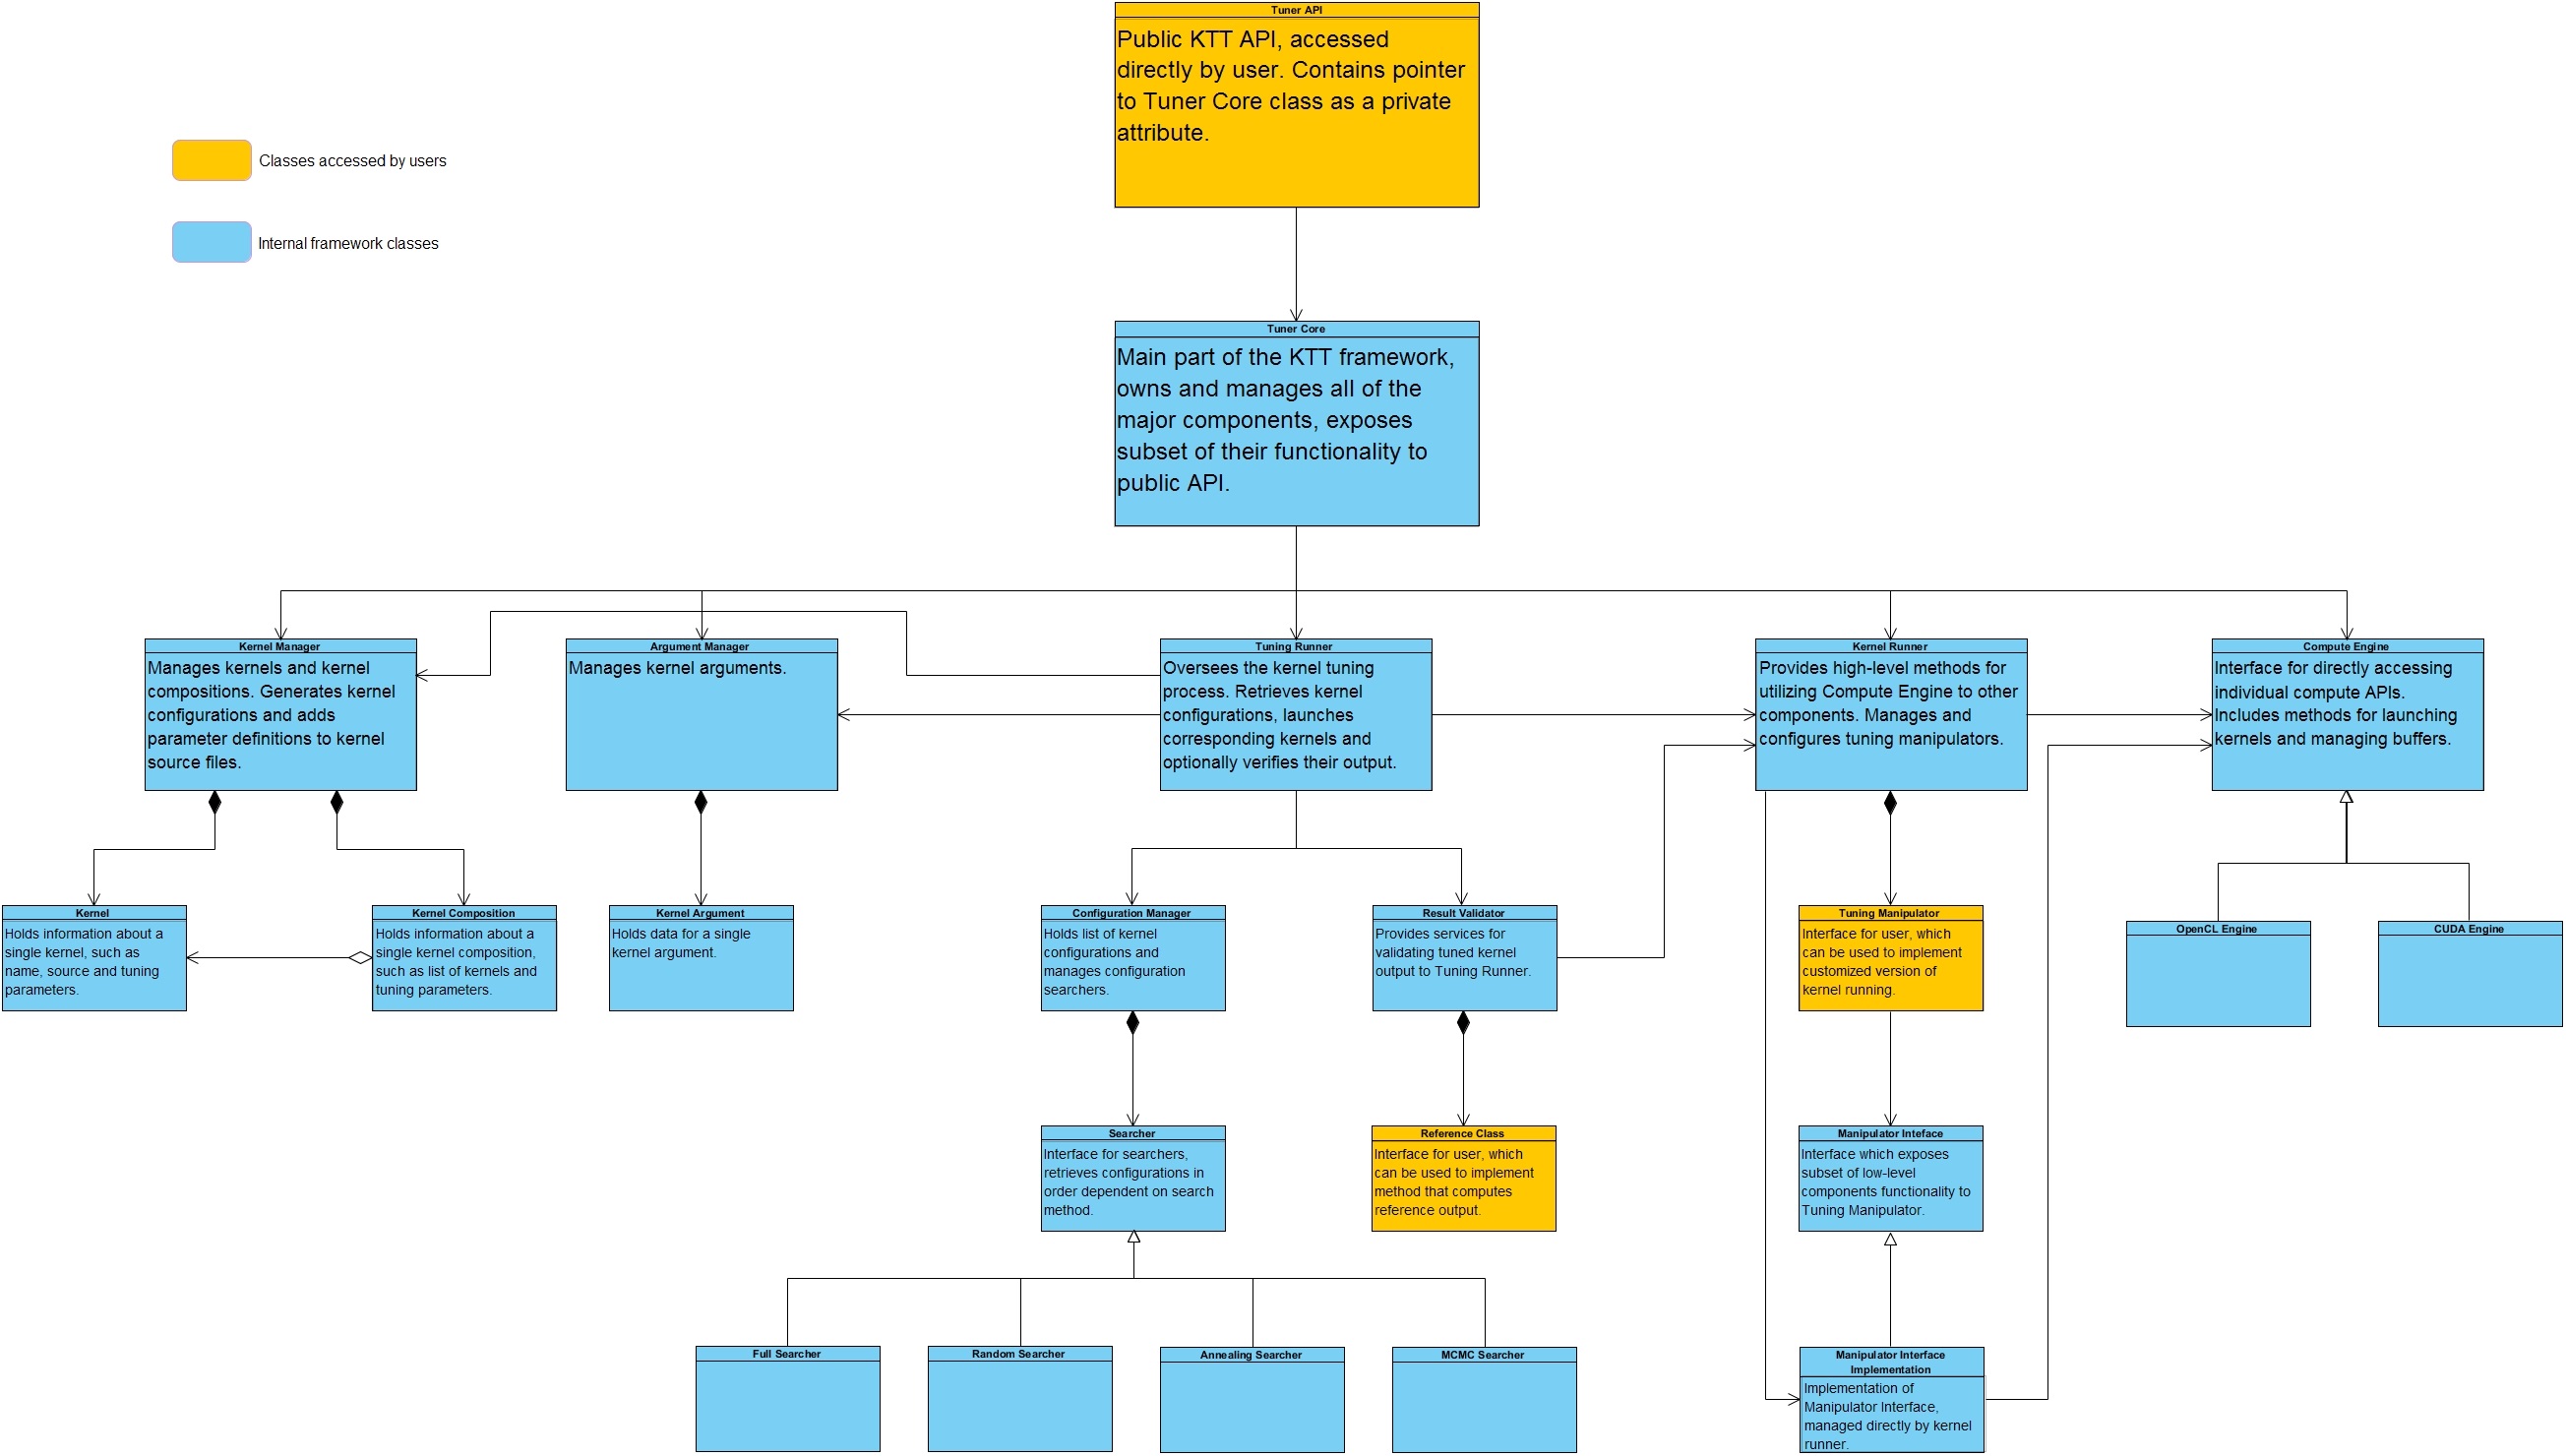 Tuner API
Public KTT API, accessed
directly by user. Contains pointer
to Tuner Core class as a private
attribute.
Classes accessed by users
Internal framework classes
Tuner Core
Main part of the KTT framework,
owns and manages all of the
major components, exposes
subset of their functionality to
public API.
Kernel Manager
Manages kernels and kernel
compositions. Generates kernel
configurations and adds
parameter definitions to kernel
source files.
Argument Manager
Manages kernel arguments.
Tuning Runner
Oversees the kernel tuning
process. Retrieves kernel
configurations, launches
corresponding kernels and
optionally verifies their output.
Kernel Runner
Provides high-level methods for
utilizing Compute Engine to other
components. Manages and
configures tuning manipulators.
Compute Engine
Interface for directly accessing
individual compute APIs.
Includes methods for launching
kernels and managing buffers.
Kernel
Holds information about a
single kernel, such as
name, source and tuning
parameters.
Kernel Composition
Holds information about a
single kernel composition,
such as list of kernels and
tuning parameters.
Kernel Argument
Holds data for a single
kernel argument.
Configuration Manager
Holds list of kernel
configurations and
manages configuration
searchers.
Result Validator
Provides services for
validating tuned kernel
output to Tuning Runner.
Tuning Manipulator
Interface for user, which
can be used to implement
customized version of
kernel running.
OpenCL Engine
CUDA Engine
Searcher
Interface for searchers,
retrieves configurations in
order dependent on search
method.
Reference Class
Interface for user, which
can be used to implement
method that computes
reference output.
Manipulator Inteface
Interface which exposes
subset of low-level
components functionality to
Tuning Manipulator.
Full Searcher
Random Searcher
Annealing Searcher
MCMC Searcher
Manipulator Interface
Implementation
Implementation of
Manipulator Interface,
managed directly by kernel
runner.